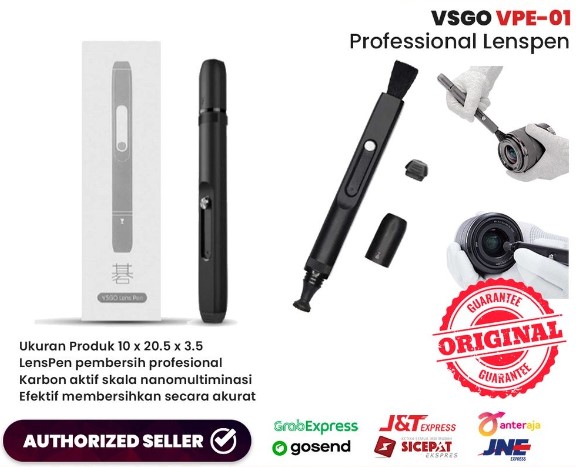 VSGO VPE-01
Professional Lenspen
碁
VSGO Lens Pen
GUARANTEE
ORIGINAL
GUARANTEE
Ukuran Produk 10 x 20.5 x 3.5
LensPen pembersih profesional
Karbon aktif skala nanomultiminasi
Efektif membersihkan secara akurat
AUTHORIZED SELLER
GrabExpress
J&T EXPRESS
anteraja
gosend
SICEPAT
EKSPRES
JNE
EXPRESS